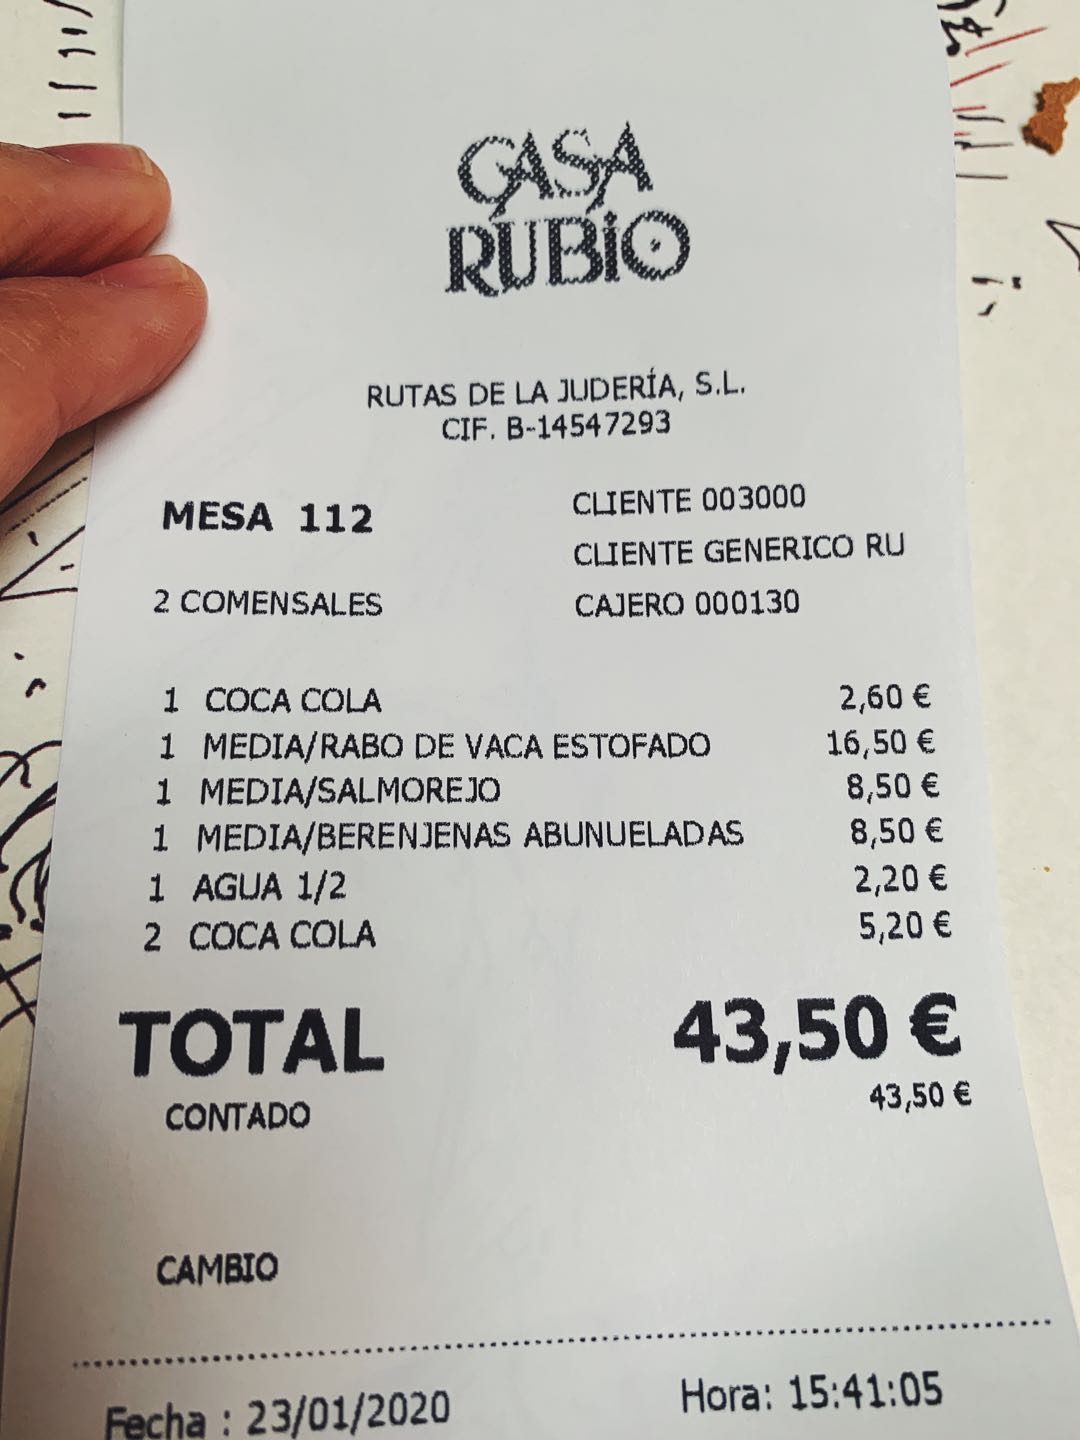 CASA
RUBIO
RUTAS DE LA JUDERÍA, S.L.
CIF. B-14547293
MESA 112
CLIENTE 003000
CLIENTE GENERICO RU
2 COMENSALES
CAJERO 000130
1 COCA COLA 2,60 €
1 MEDIA/RABO DE VACA ESTOFADO 16,50 €
1 MEDIA/SALMOREJO 8,50 €
1 MEDIA/BERENJENAS ABUNUELADAS 8,50 €
1 AGUA 1/2 2,20 €
2 COCA COLA 5,20 €
TOTAL 43,50 €
CONTADO 43,50 €
CAMBIO
Fecha : 23/01/2020 Hora: 15:41:05